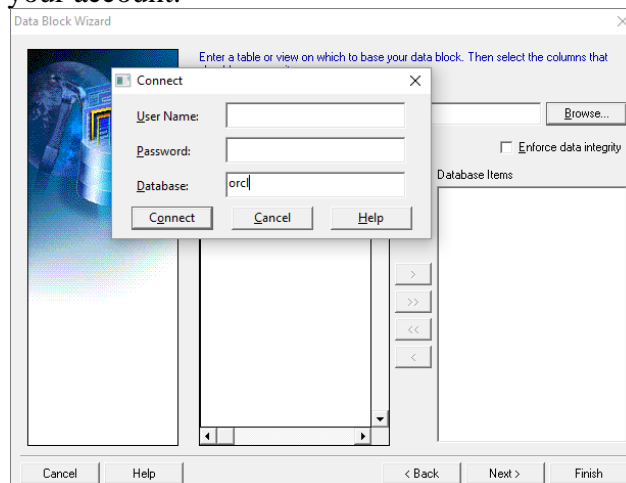 your account.
Data Block Wizard
Enter a table or view on which to base your data block. Then select the columns that
Connect
User Name:
Browse...
Password:
Enforce data integrity
Database: orcl
Database Items
Connect Cancel Help
>
>>
<<
<
Cancel Help < Back Next > Finish